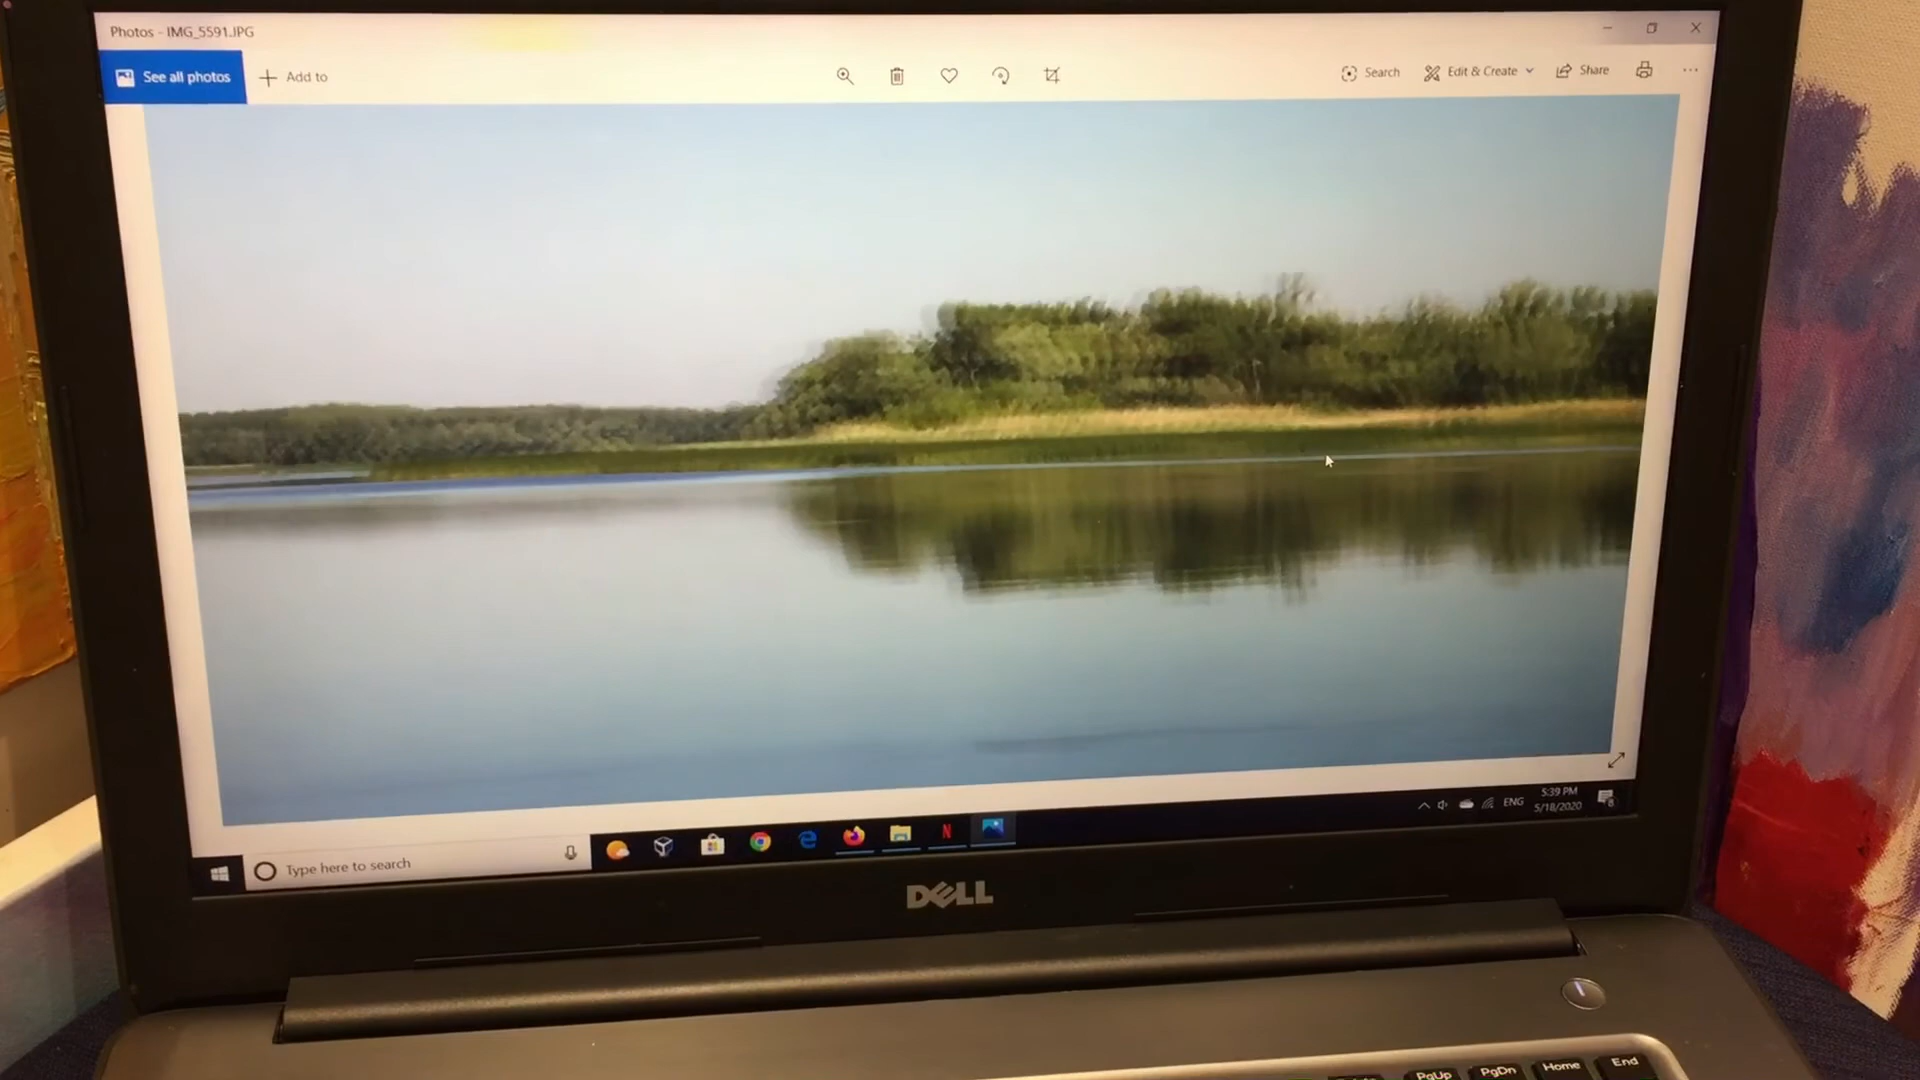 Photos - IMG_5591.JPG
See all photos
Add to
Search
Edit & Create
Share
ENG
5:39 PM
5/18/2020
8
Type here to search
N
DELL
PgUp
PgDn
Home
End